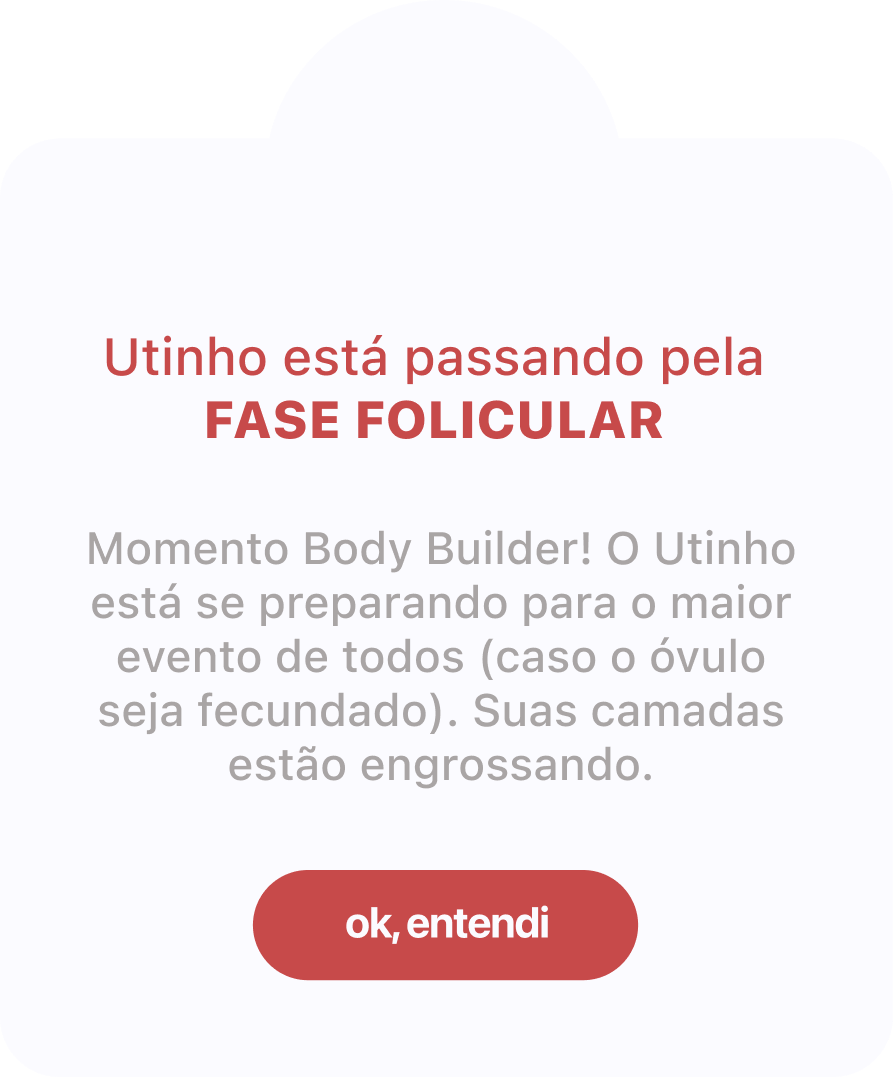 Utinho está passando pela
FASE FOLICULAR
Momento Body Builder! O Utinho
está se preparando para o maior
evento de todos (caso o óvulo
seja fecundado). Suas camadas
estão engrossando.
ok, entendi